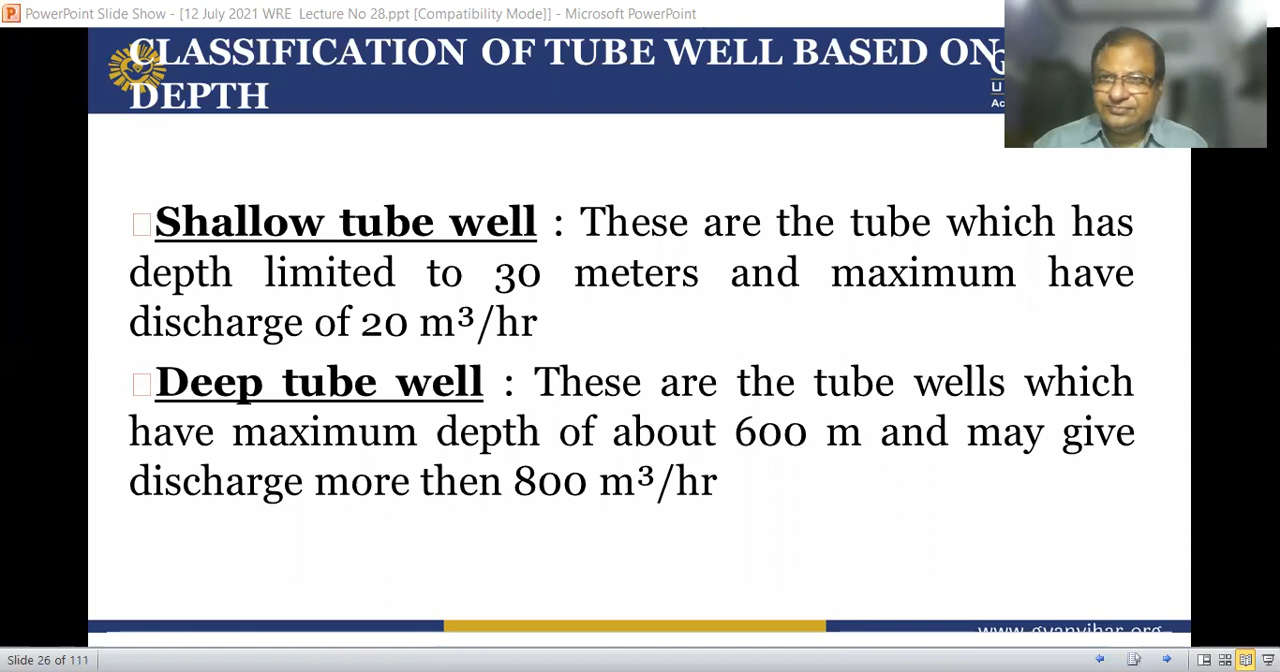 PowerPoint Slide Show - [12 July 2021 WRE Lecture No 28.ppt [Compatibility Mode]] - Microsoft PowerPoint
CLASSIFICATION OF TUBE WELL BASED ON
DEPTH
Shallow tube well : These are the tube which has
depth limited to 30 meters and maximum have
discharge of 20 m³/hr
Deep tube well : These are the tube wells which
have maximum depth of about 600 m and may give
discharge more then 800 m³/hr
www.gyanvihar.org
Slide 26 of 111